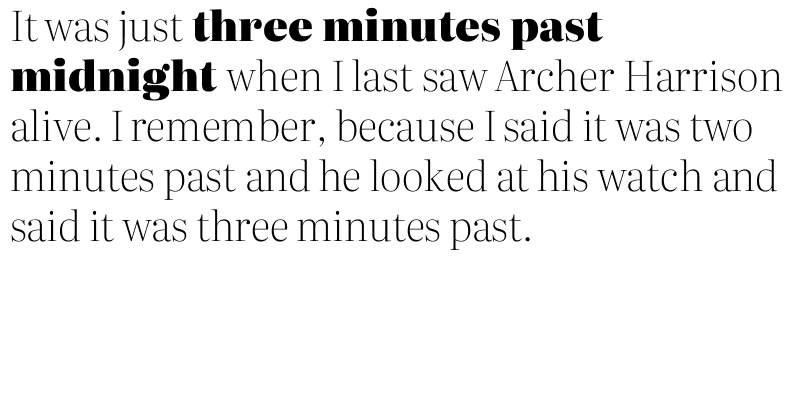 It was just three minutes past
midnight when I last saw Archer Harrison
alive. I remember, because I said it was two
minutes past and he looked at his watch and
said it was three minutes past.